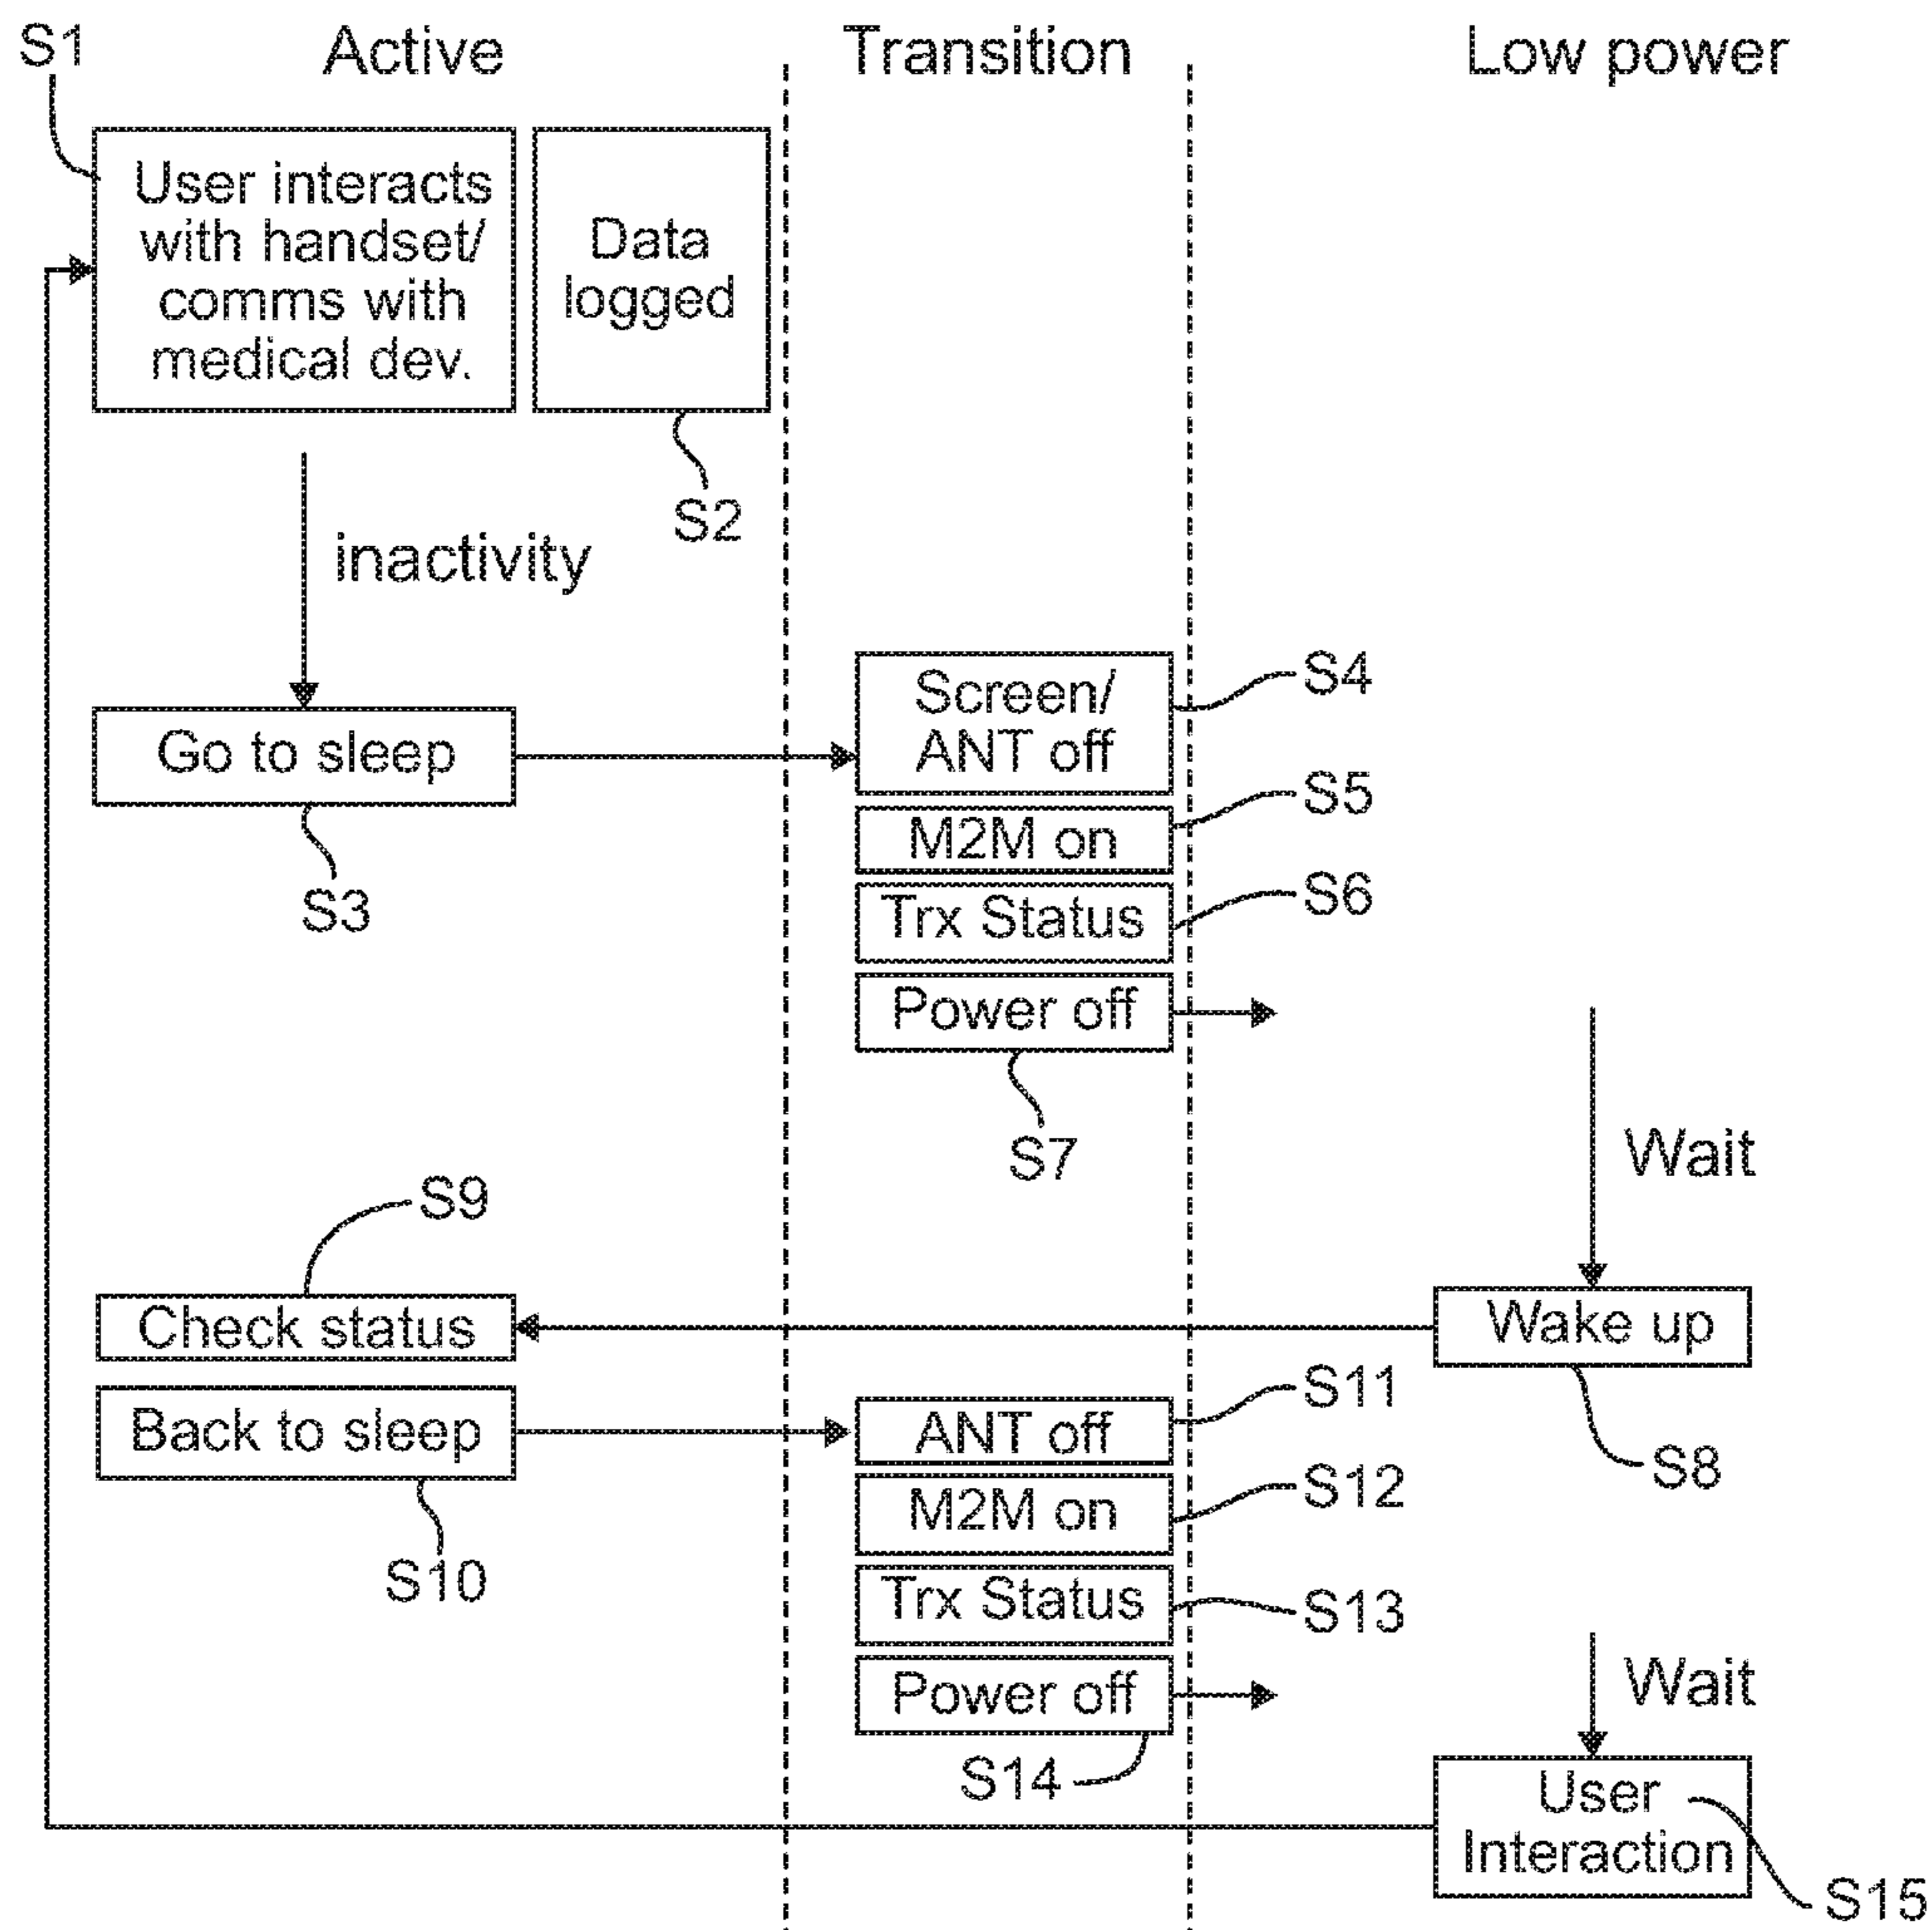 S1
Active
Transition
Low power
User interacts
with handset/
comms with
medical dev.
Data
logged
S2
inactivity
Go to sleep
S3
Screen/
ANT off
S4
M2M on
S5
Trx Status
S6
Power off
S7
Wait
S9
Check status
Wake up
S8
Back to sleep
S10
ANT off
S11
M2M on
S12
Trx Status
S13
Power off
S14
Wait
User
Interaction
S15